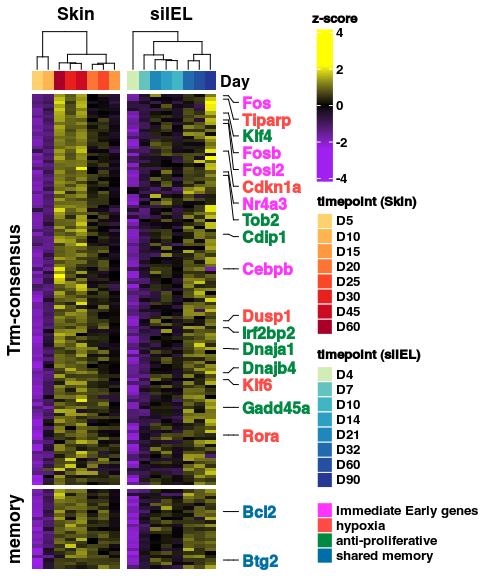 Skin
siIEL
Day
Trm-consensus
memory
Fos
Tiparp
Klf4
Fosb
Fosl2
Cdkn1a
Nr4a3
Tob2
Cdip1
Cebpb
Dusp1
Irf2bp2
Dnaja1
Dnajb4
Klf6
Gadd45a
Rora
Bcl2
Btg2
z-score
4
2
0
-2
-4
timepoint (Skin)
D5
D10
D15
D20
D25
D30
D45
D60
timepoint (siIEL)
D4
D7
D10
D14
D21
D32
D60
D90
Immediate Early genes
hypoxia
anti-proliferative
shared memory